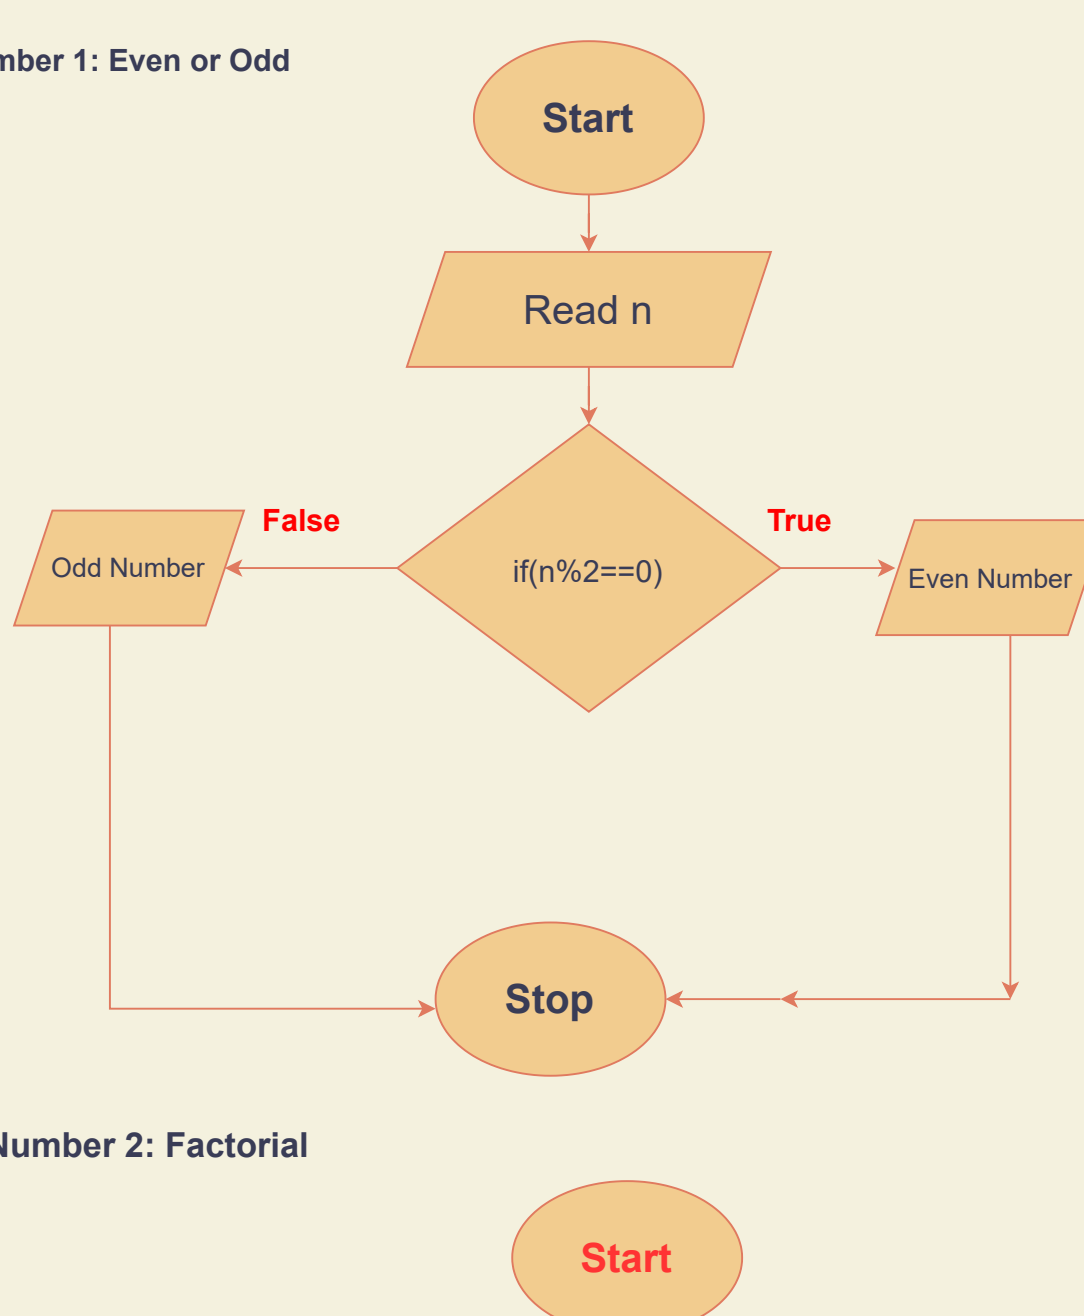 mber 1: Even or Odd
Start
Read n
False
True
Odd Number
if(n%2==0)
Even Number
Stop
Number 2: Factorial
Start